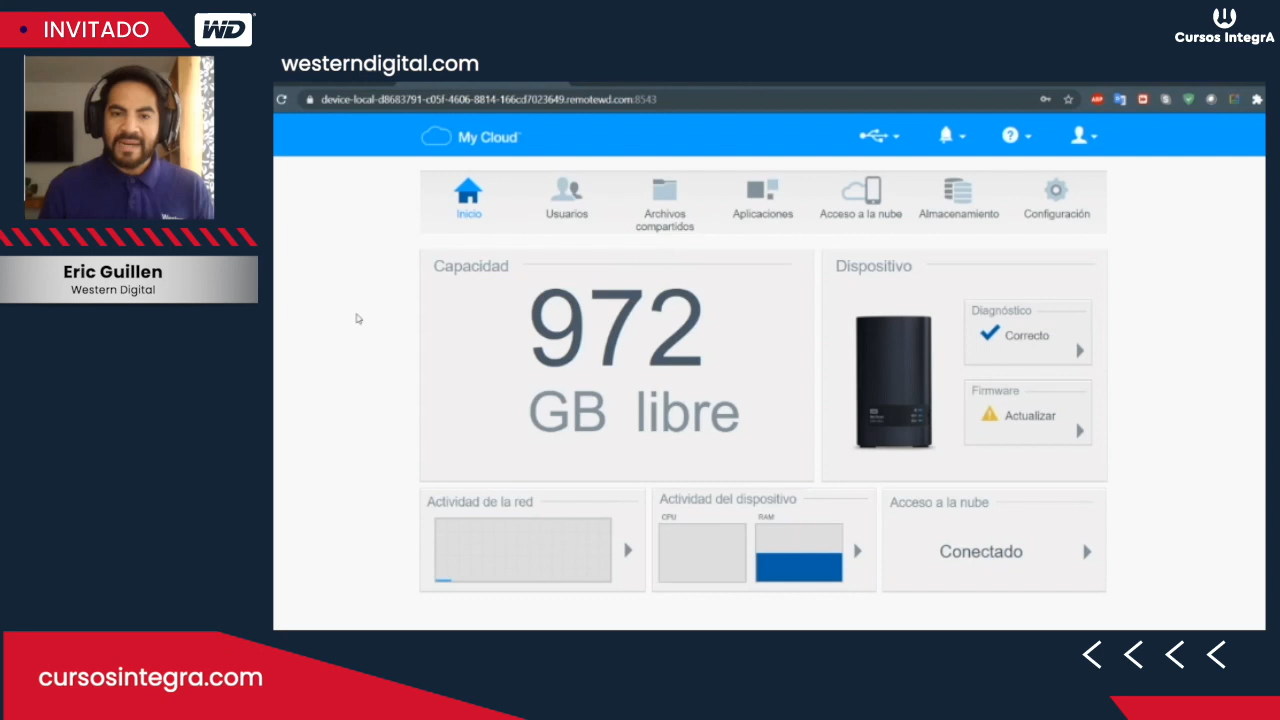 INVITADO
WD
Cursos IntegrA
westerndigital.com
device-local-d8683791-c05f-4606-8814-166cd7023649.remotewd.com:8543
ABP
My Cloud
Inicio
Usuarios
Archivos compartidos
Aplicaciones
Acceso a la nube
Almacenamiento
Configuración
Eric Guillen
Western Digital
Capacidad
972
GB libre
Dispositivo
Diagnóstico
Correcto
Firmware
Actualizar
Actividad de la red
Actividad del dispositivo
CPU
RAM
Acceso a la nube
Conectado
cursosintegra.com